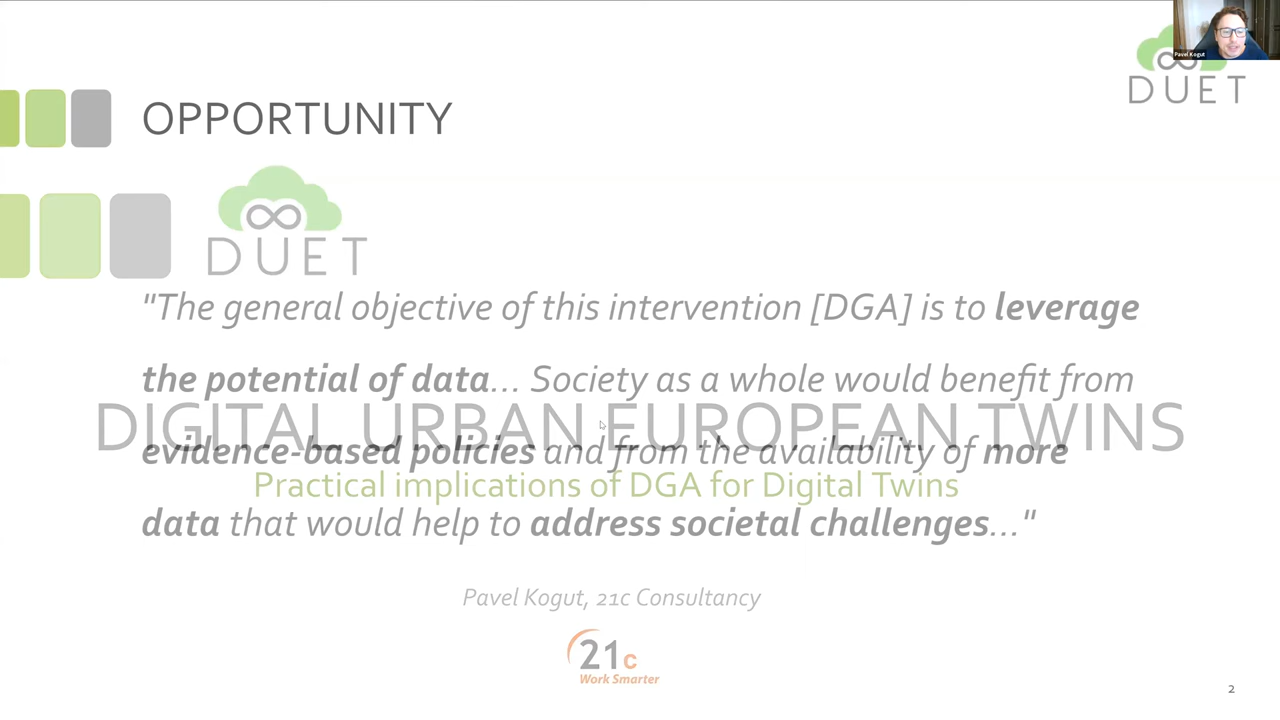 Pavel Kogut
DUET
OPPORTUNITY
DUET
"The general objective of this intervention [DGA] is to leverage
the potential of data... Society as a whole would benefit from
DIGITAL URBAN EUROPEAN TWINS
evidence-based policies and from the availability of more
Practical implications of DGA for Digital Twins
data that would help to address societal challenges..."
Pavel Kogut, 21c Consultancy
21c
Work Smarter
2